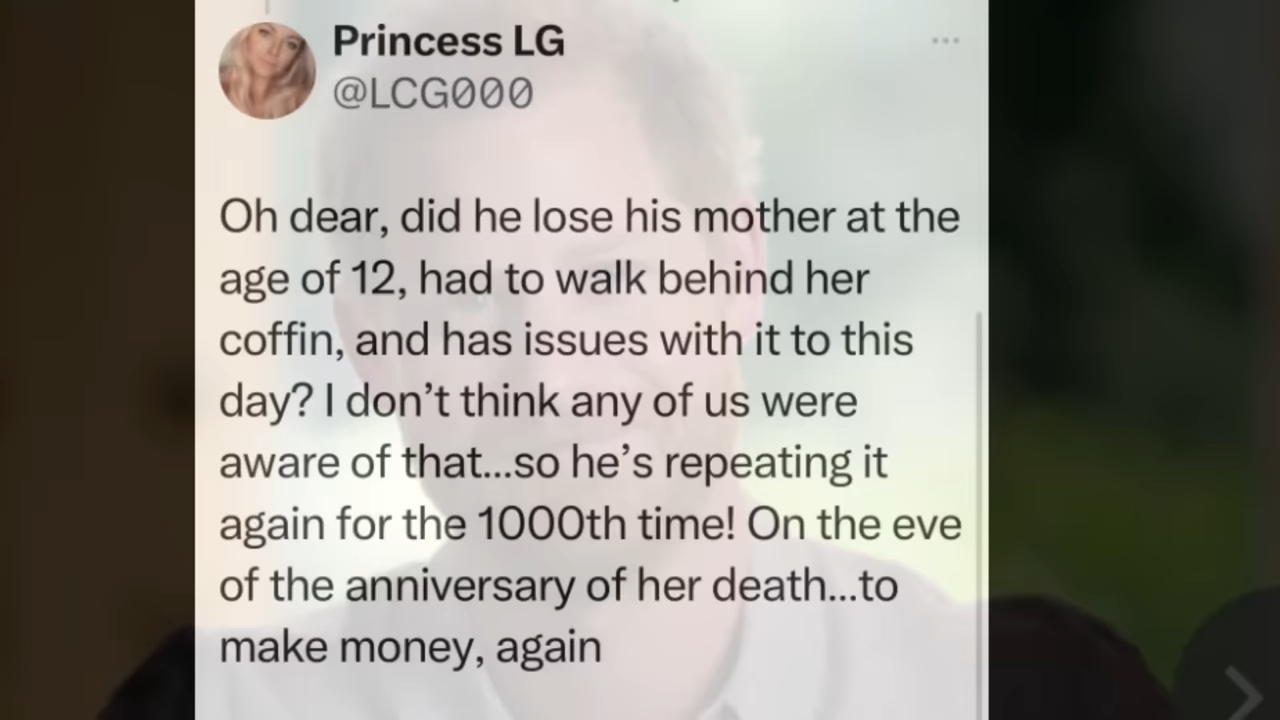 Princess LG
@LCG000
Oh dear, did he lose his mother at the
age of 12, had to walk behind her
coffin, and has issues with it to this
day? I don’t think any of us were
aware of that...so he’s repeating it
again for the 1000th time! On the eve
of the anniversary of her death...to
make money, again